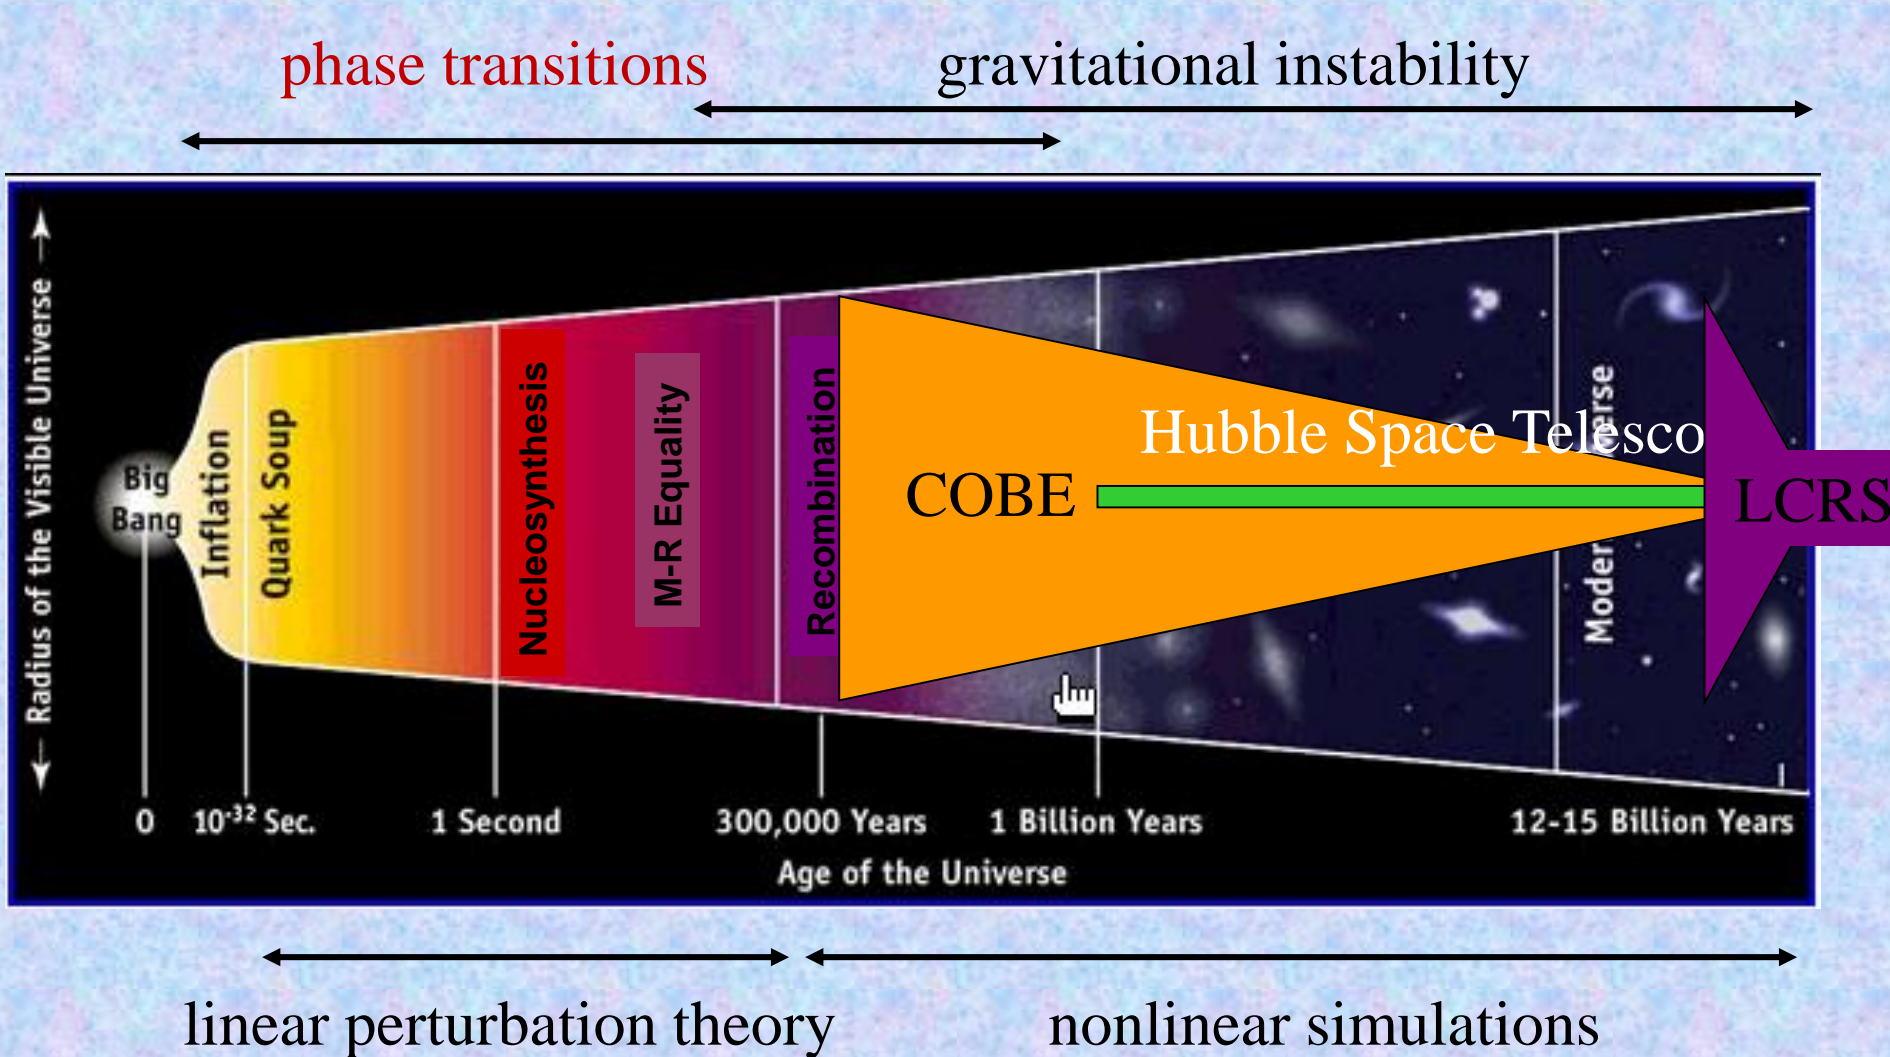 phase transitions
gravitational instability
Radius of the Visible Universe
Big
Bang
Inflation
Quark Soup
Nucleosynthesis
M-R Equality
Recombination
COBE
Hubble Space Telesco
LCRS
0
10⁻³² Sec.
1 Second
300,000 Years
1 Billion Years
12-15 Billion Years
Age of the Universe
linear perturbation theory
nonlinear simulations